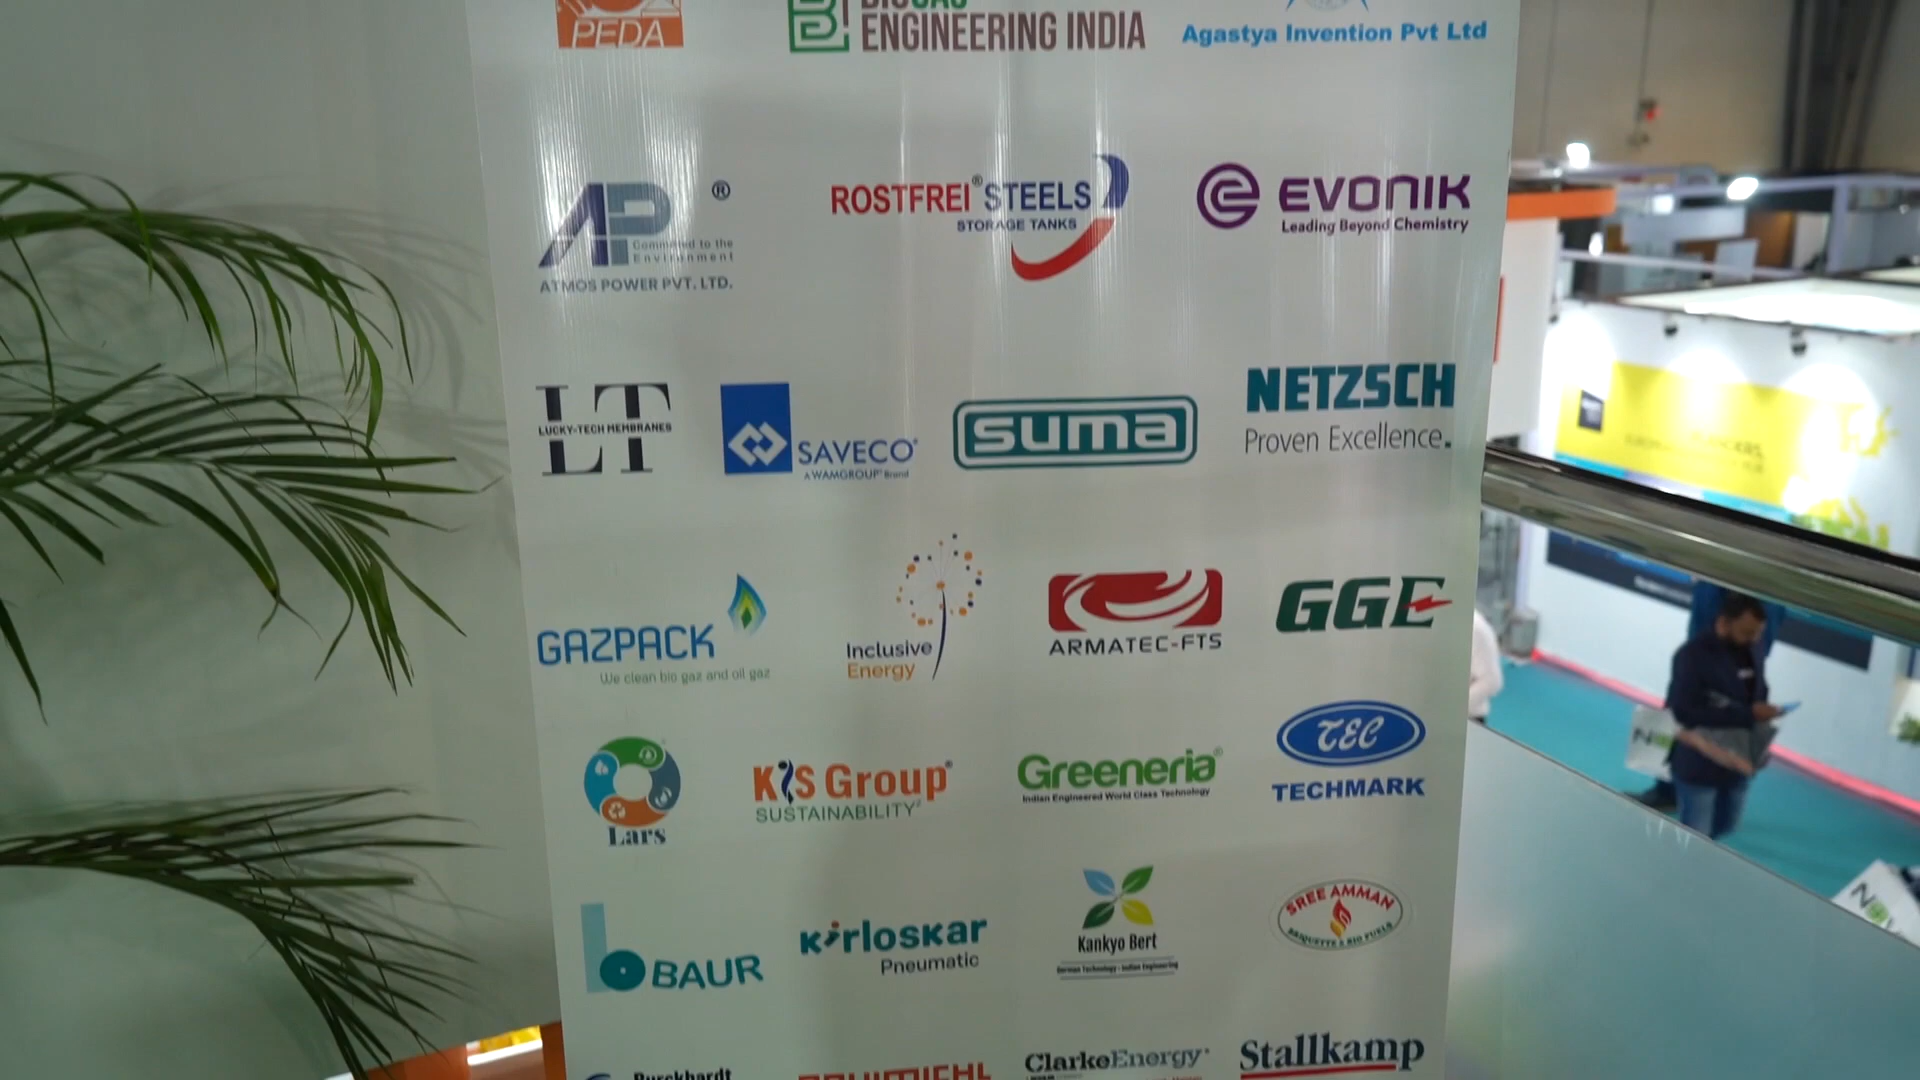 PEDA
ENGINEERING INDIA
Agastya Invention Pvt Ltd
AP ®
Committed to the
Environment
ATMOS POWER PVT. LTD.
ROSTFREI® STEELS
STORAGE TANKS
EVONIK
Leading Beyond Chemistry
LT
LUCKY-TECH MEMBRANES
SAVECO®
A WAMGROUP® Brand
suma
NETZSCH
Proven Excellence.
GAZPACK
We clean bio gaz and oil gaz
Inclusive
Energy
ARMATEC-FTS
GGE
Lars
KIS Group®
SUSTAINABILITY²
Greeneria®
Indian Engineered World Class Technology
TEC
TECHMARK
b BAUR
Kirloskar
Pneumatic
Kankyo Bert
German Technology - Indian Engineering
SREE AMMAN
BRIQUETTE & BIO FUELS
Burckhardt
ClarkeEnergy
Stallkamp